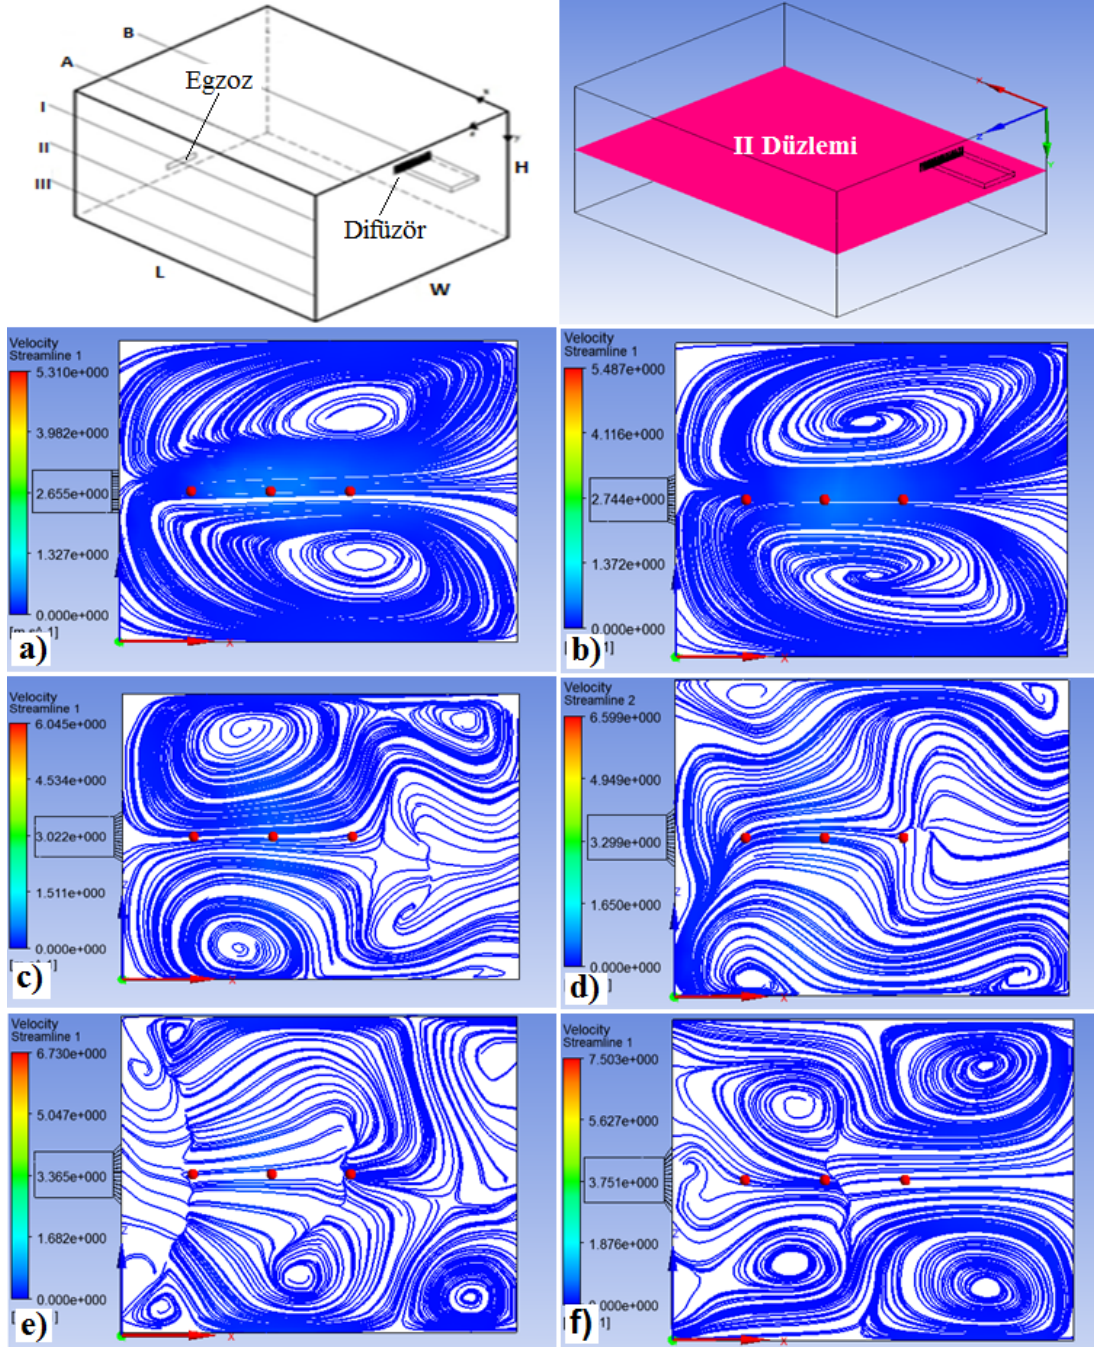 B
A
Egzoz
I
II
III
x
z
y
H
Difüzör
L
W
II Düzlemi
X
Z
Y
Velocity
Streamline 1
5.310e+000
3.982e+000
2.655e+000
1.327e+000
0.000e+000
a)
X
Velocity
Streamline 1
5.487e+000
4.116e+000
2.744e+000
1.372e+000
0.000e+000
b)
X
Velocity
Streamline 1
6.045e+000
4.534e+000
3.022e+000
1.511e+000
0.000e+000
c)
Z
X
Velocity
Streamline 2
6.599e+000
4.949e+000
3.299e+000
1.650e+000
0.000e+000
d)
Z
X
Velocity
Streamline 1
6.730e+000
5.047e+000
3.365e+000
1.682e+000
0.000e+000
e)
Z
X
Velocity
Streamline 1
7.503e+000
5.627e+000
3.751e+000
1.876e+000
0.000e+000
f)
Z
X